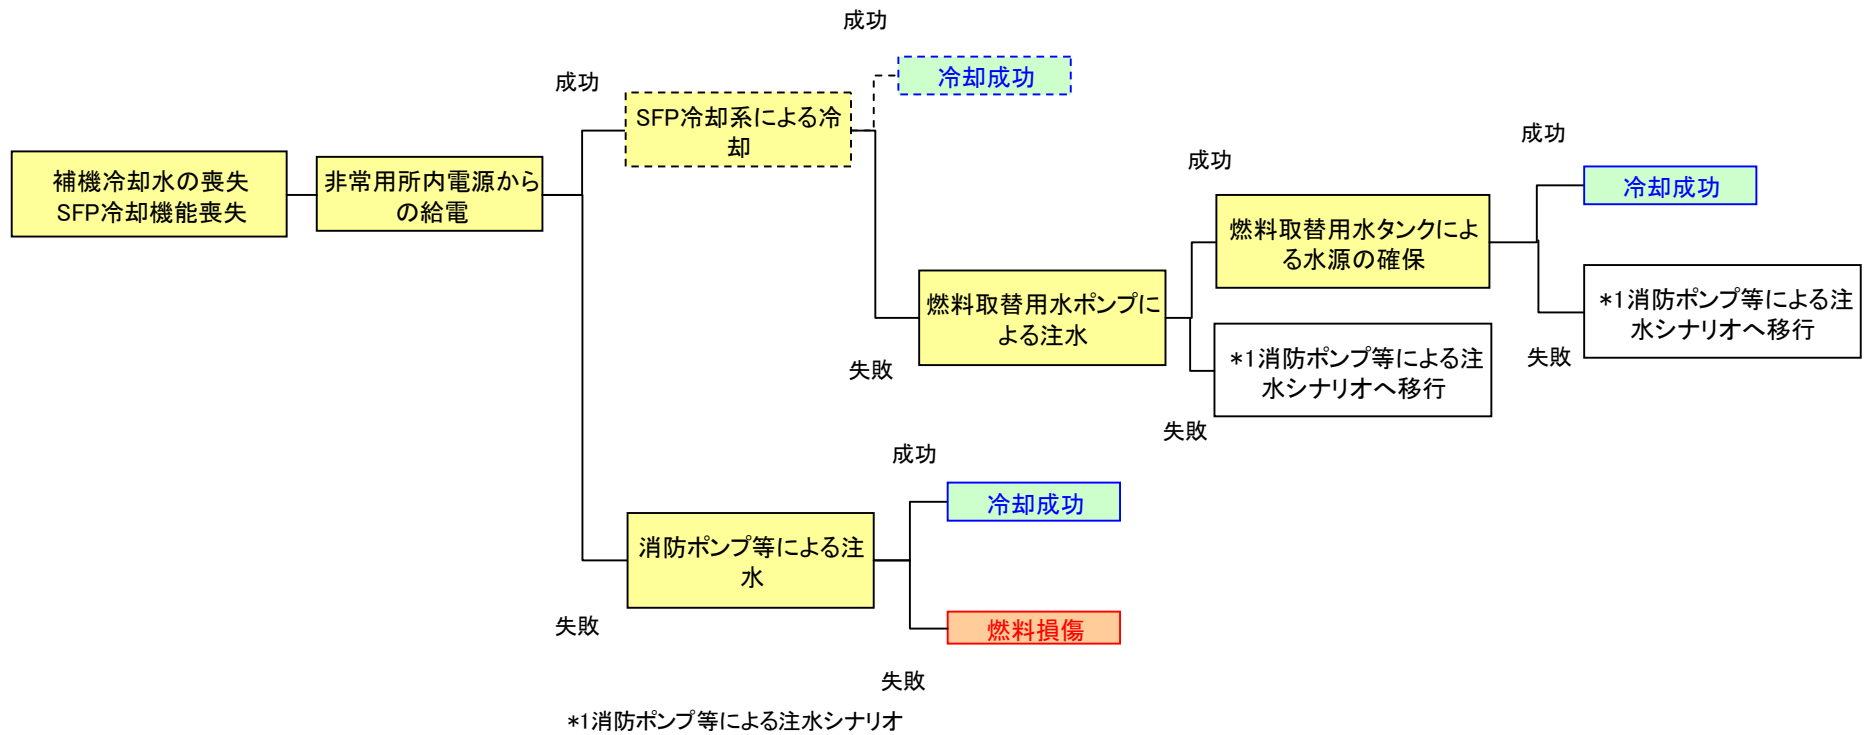 成功
冷却成功
成功
SFP冷却系による冷
却
補機冷却水の喪失
SFP冷却機能喪失
非常用所内電源から
の給電
成功
成功
冷却成功
燃料取替用水タンクによ
る水源の確保
燃料取替用水ポンプに
よる注水
*1消防ポンプ等による注
水シナリオへ移行
失敗
*1消防ポンプ等による注
水シナリオへ移行
失敗
失敗
成功
冷却成功
消防ポンプ等による注
水
失敗
燃料損傷
失敗
*1消防ポンプ等による注水シナリオ